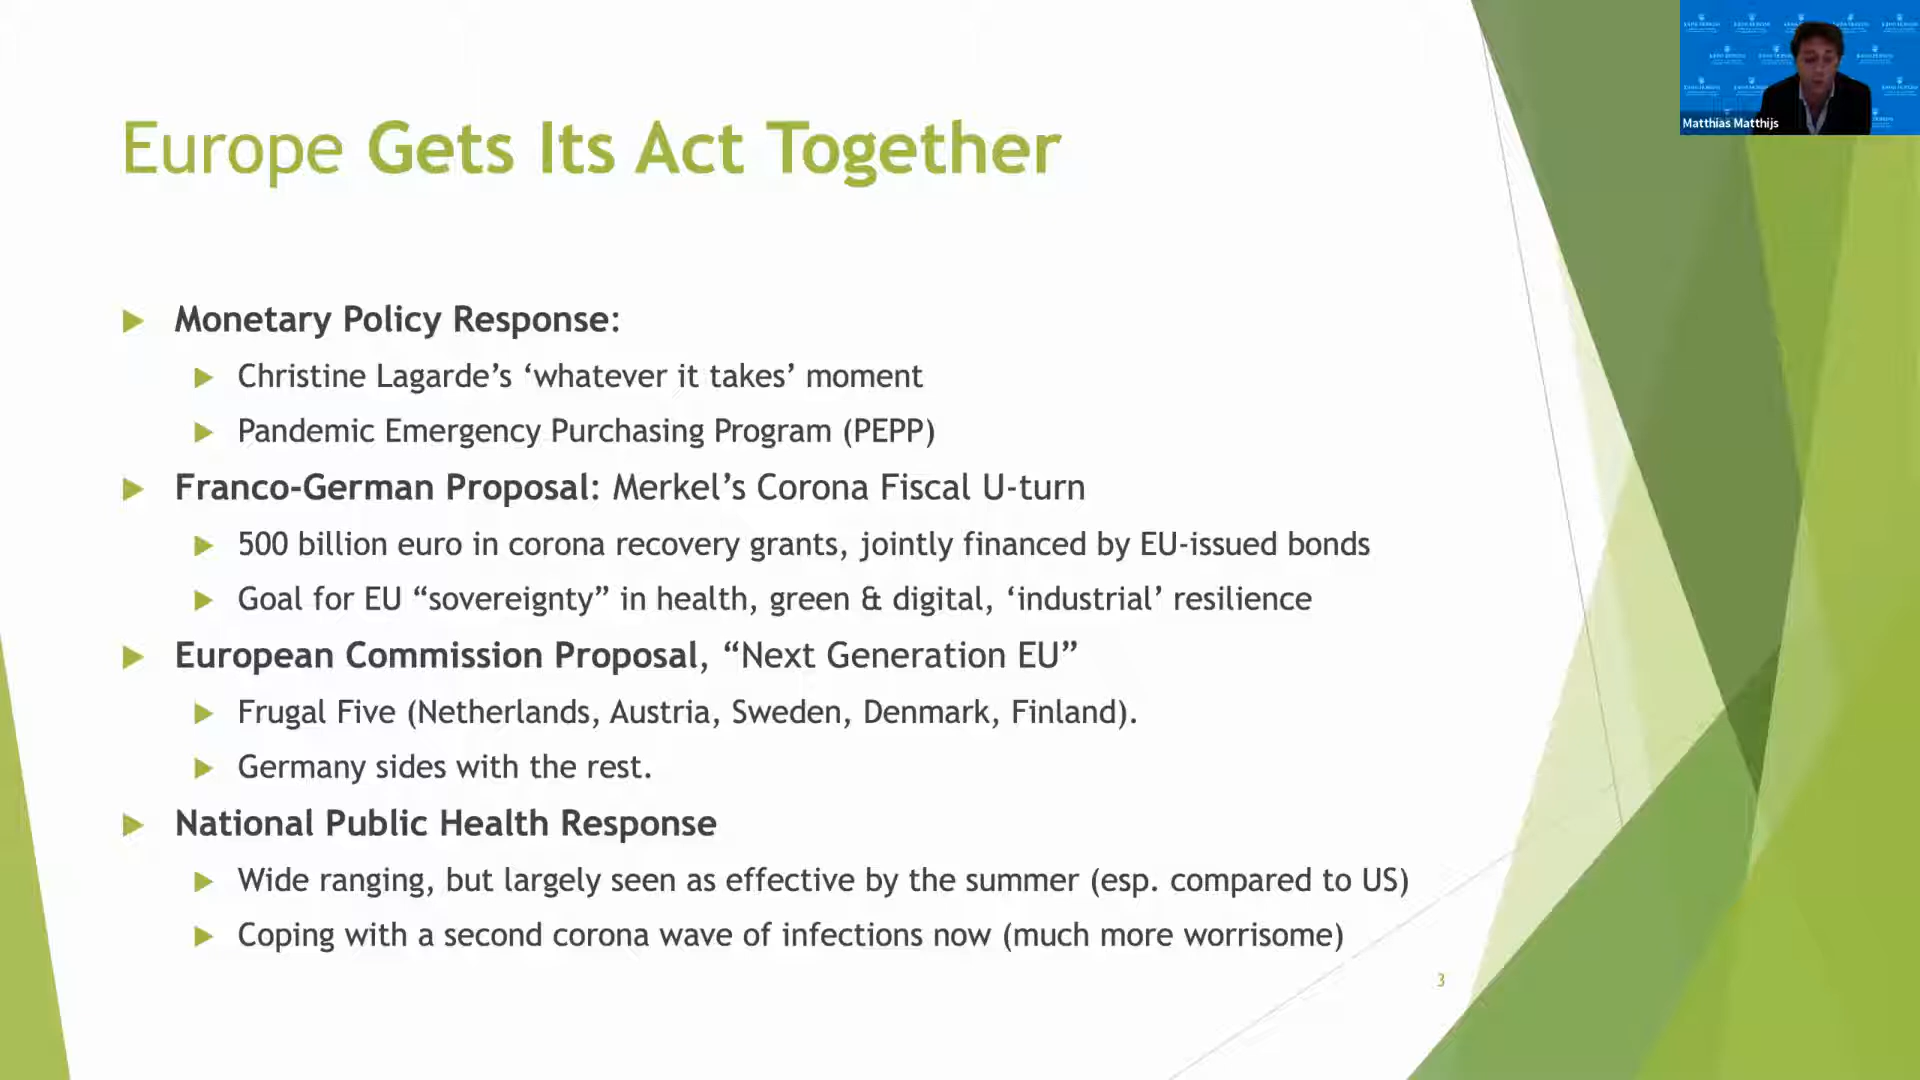 Europe Gets Its Act Together
Monetary Policy Response:
Christine Lagarde’s ‘whatever it takes’ moment
Pandemic Emergency Purchasing Program (PEPP)
Franco-German Proposal: Merkel’s Corona Fiscal U-turn
500 billion euro in corona recovery grants, jointly financed by EU-issued bonds
Goal for EU “sovereignty” in health, green & digital, ‘industrial’ resilience
European Commission Proposal, “Next Generation EU”
Frugal Five (Netherlands, Austria, Sweden, Denmark, Finland).
Germany sides with the rest.
National Public Health Response
Wide ranging, but largely seen as effective by the summer (esp. compared to US)
Coping with a second corona wave of infections now (much more worrisome)
3
Matthias Matthijs